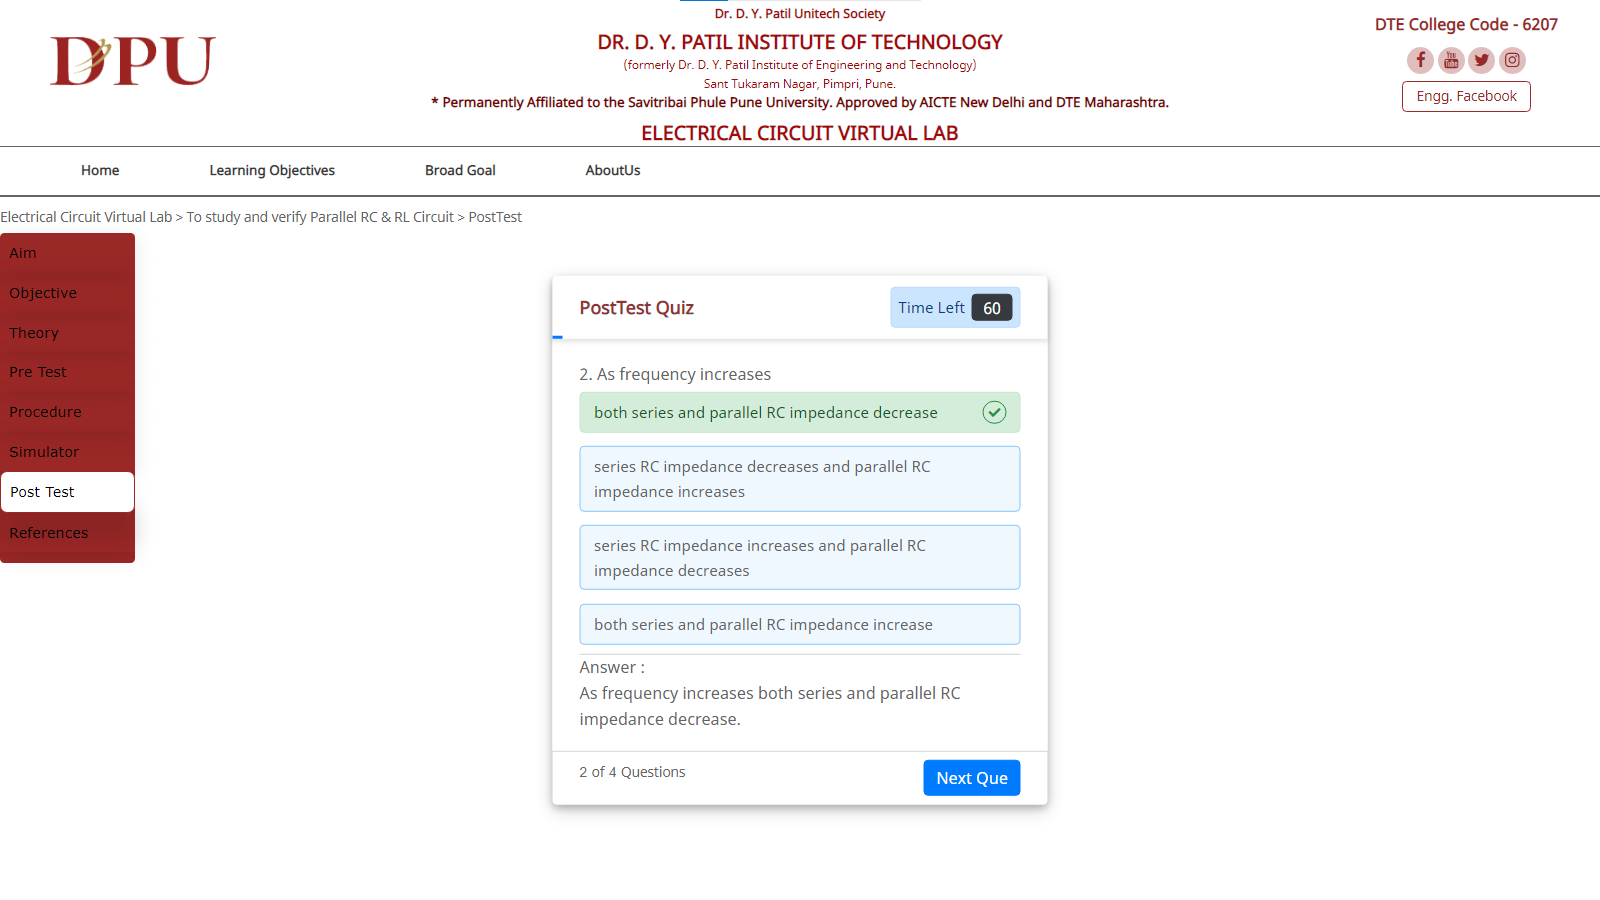 Dr. D. Y. Patil Unitech Society
DPU
DR. D. Y. PATIL INSTITUTE OF TECHNOLOGY
(formerly Dr. D. Y. Patil Institute of Engineering and Technology)
Sant Tukaram Nagar, Pimpri, Pune.
* Permanently Affiliated to the Savitribai Phule Pune University. Approved by AICTE New Delhi and DTE Maharashtra.
ELECTRICAL CIRCUIT VIRTUAL LAB
DTE College Code - 6207
You Tube
Engg. Facebook
Home Learning Objectives Broad Goal AboutUs
Electrical Circuit Virtual Lab > To study and verify Parallel RC & RL Circuit > PostTest
Aim
Objective
Theory
Pre Test
Procedure
Simulator
Post Test
References
PostTest Quiz
Time Left 60
2. As frequency increases
both series and parallel RC impedance decrease
series RC impedance decreases and parallel RC
impedance increases
series RC impedance increases and parallel RC
impedance decreases
both series and parallel RC impedance increase
Answer :
As frequency increases both series and parallel RC
impedance decrease.
2 of 4 Questions
Next Que